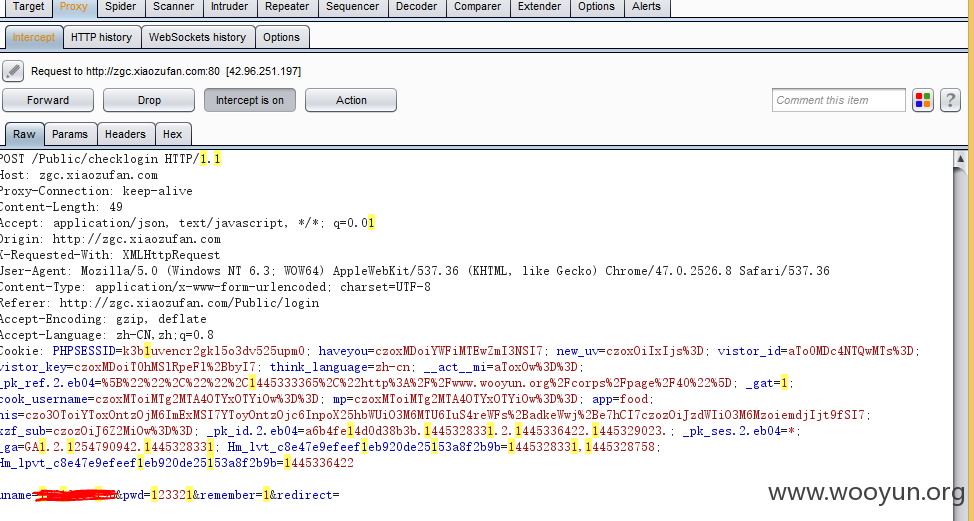 Target Proxy Spider Scanner Intruder Repeater Sequencer Decoder Comparer Extender Options Alerts
Intercept HTTP history WebSockets history Options
Request to http://zgc.xiaozufan.com:80 [42.96.251.197]
Forward Drop Intercept is on Action Comment this item ?
Raw Params Headers Hex
POST /Public/checklogin HTTP/1.1
Host: zgc.xiaozufan.com
Proxy-Connection: keep-alive
Content-Length: 49
Accept: application/json, text/javascript, */*; q=0.01
Origin: http://zgc.xiaozufan.com
X-Requested-With: XMLHttpRequest
User-Agent: Mozilla/5.0 (Windows NT 6.3; WOW64) AppleWebKit/537.36 (KHTML, like Gecko) Chrome/47.0.2526.8 Safari/537.36
Content-Type: application/x-www-form-urlencoded; charset=UTF-8
Referer: http://zgc.xiaozufan.com/Public/login
Accept-Encoding: gzip, deflate
Accept-Language: zh-CN,zh;q=0.8
Cookie: PHPSESSID=k3b1uvencr2gkl5o3dv525upm0; haveyou=czoxMDoiYWFiMTEwZmI3NSI7; new_uv=czoxOiIxIjs%3D; vistor_id=aTo0MDc4NTQwMTs%3D;
vistor_key=czoxMDoiT0hMSlRpeFl%2BbyI7; think_language=zh-cn; __act__mi=aToxOw%3D%3D;
_pk_ref.2.eb04=%5B%22%22%2C%22%22%2C1445333365%2C%22http%3A%2F%2Fwww.wooyun.org%2Fcorps%2Fpage%2F40%22%5D; _gat=1;
cook_username=czoxMToiMTg2MTA4OTYxOTYiOw%3D%3D; mp=czoxMToiMTg2MTA4OTYxOTYiOw%3D%3D; app=food;
his=czo3OToiYToxOntzOjM6ImExMSI7YToyOntzOjc6InpoX25hbWUiO3M6MTU6IuS4reWFs%2BadkeWwj%2Be7hCI7czozOiJzdWIiO3M6MzoiemdjIjt9fSI7;
xzf_sub=czozOiJ6Z2MiOw%3D%3D; _pk_id.2.eb04=a6b4fe14d0d38b3b.1445328331.2.1445336422.1445329023.; _pk_ses.2.eb04=*;
_ga=GA1.2.1254790942.1445328331; Hm_lvt_c8e47e9efeef1eb920de25153a8f2b9b=1445328331,1445328758;
Hm_lpvt_c8e47e9efeef1eb920de25153a8f2b9b=1445336422
uname= &pwd=123321&remember=1&redirect=
www.wooyun.org